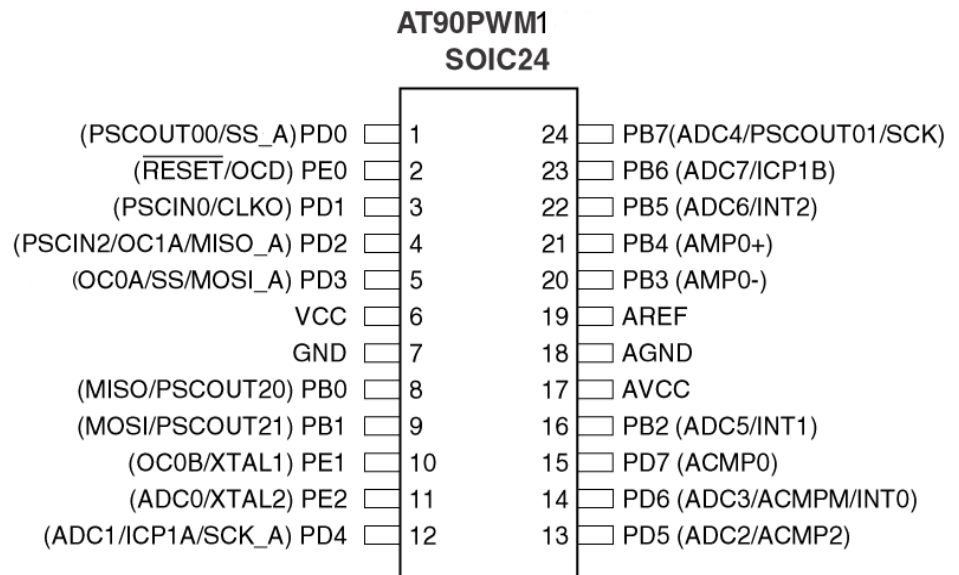 AT90PWM1
SOIC24
(PSCOUT00/SS_A)PD0 1 24 PB7(ADC4/PSCOUT01/SCK)
(RESET/OCD) PE0 2 23 PB6 (ADC7/ICP1B)
(PSCIN0/CLKO) PD1 3 22 PB5 (ADC6/INT2)
(PSCIN2/OC1A/MISO_A) PD2 4 21 PB4 (AMP0+)
(OC0A/SS/MOSI_A) PD3 5 20 PB3 (AMP0-)
VCC 6 19 AREF
GND 7 18 AGND
(MISO/PSCOUT20) PB0 8 17 AVCC
(MOSI/PSCOUT21) PB1 9 16 PB2 (ADC5/INT1)
(OC0B/XTAL1) PE1 10 15 PD7 (ACMP0)
(ADC0/XTAL2) PE2 11 14 PD6 (ADC3/ACMPM/INT0)
(ADC1/ICP1A/SCK_A) PD4 12 13 PD5 (ADC2/ACMP2)